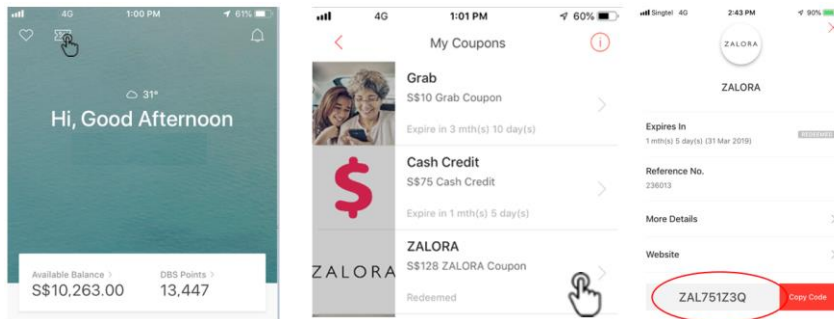 4G 1:00 PM 61%
31°
Hi, Good Afternoon
Available Balance > DBS Points >
S$10,263.00 13,447
4G 1:01 PM 60%
My Coupons
Grab
S$10 Grab Coupon
Expire in 3 mth(s) 10 day(s)
Cash Credit
S$75 Cash Credit
Expire in 1 mth(s) 5 day(s)
ZALORA
ZALORA
S$128 ZALORA Coupon
Redeemed
Singtel 4G 2:43 PM 90%
ZALORA
ZALORA
Expires In
1 mth(s) 5 day(s) (31 Mar 2019) REDEEMED
Reference No.
236013
More Details
Website
ZAL751Z3Q Copy Code